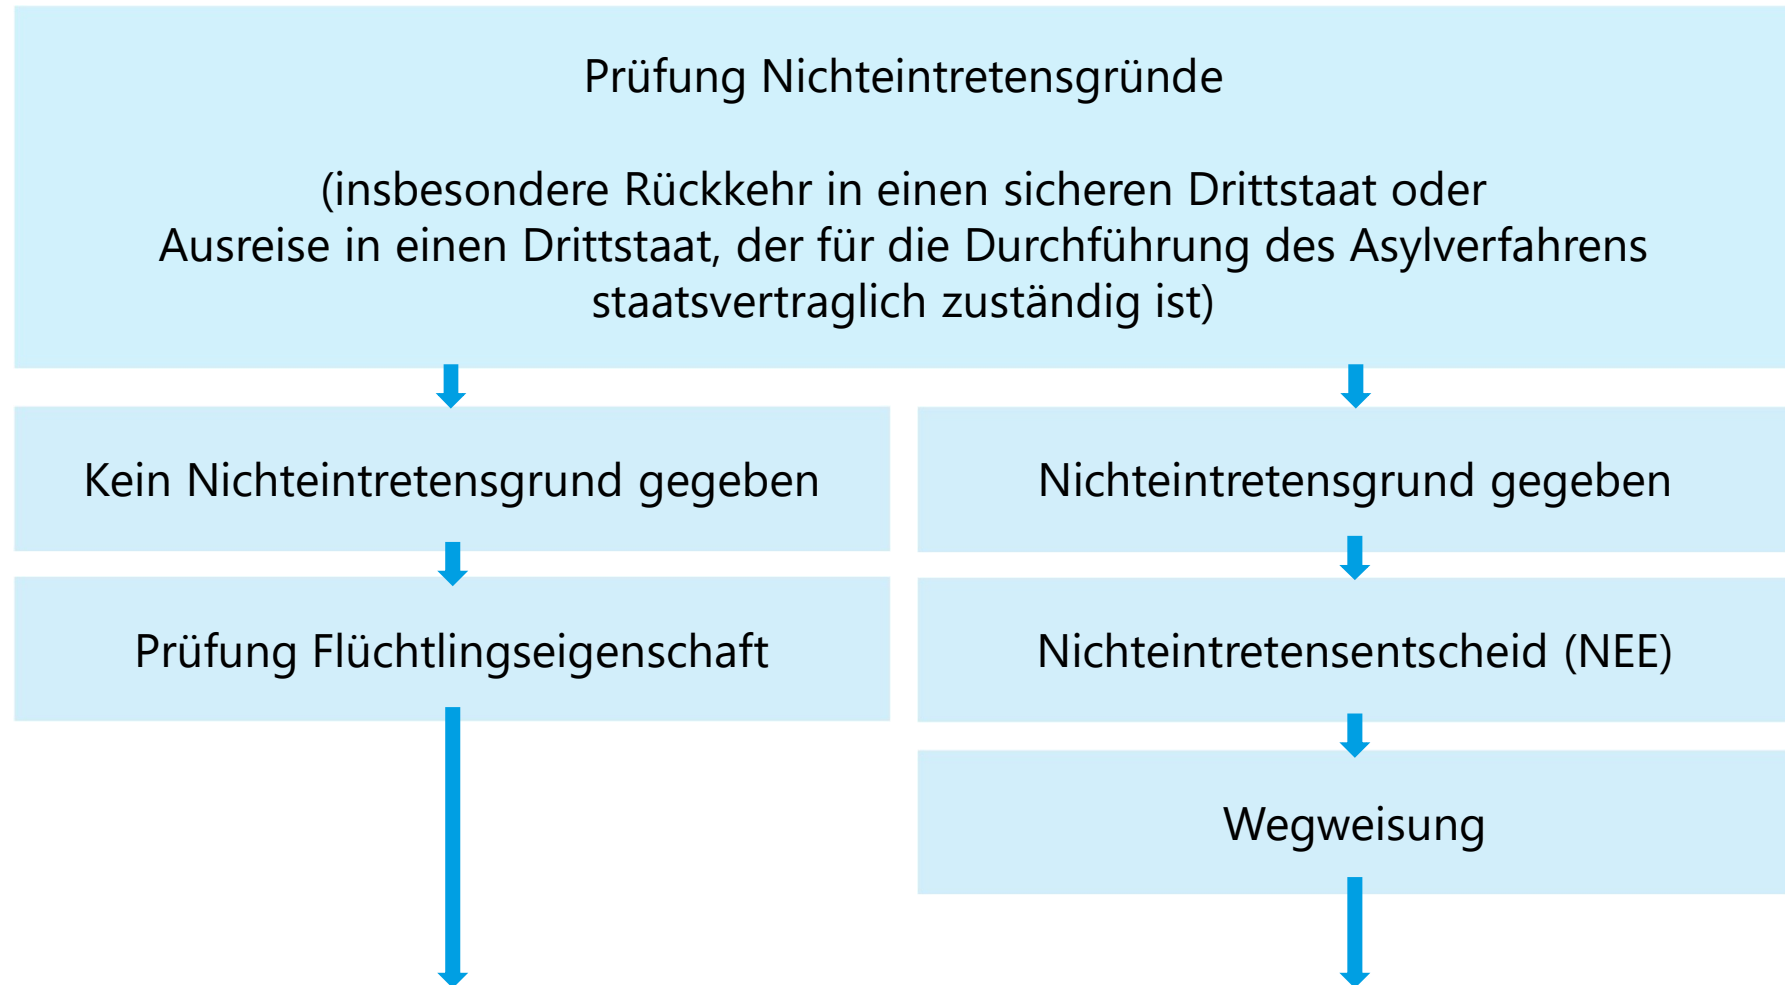 Prüfung Nichteintretensgründe
(insbesondere Rückkehr in einen sicheren Drittstaat oder
Ausreise in einen Drittstaat, der für die Durchführung des Asylverfahrens
staatsvertraglich zuständig ist)
Kein Nichteintretensgrund gegeben
Nichteintretensgrund gegeben
Prüfung Flüchtlingseigenschaft
Nichteintretensentscheid (NEE)
Wegweisung